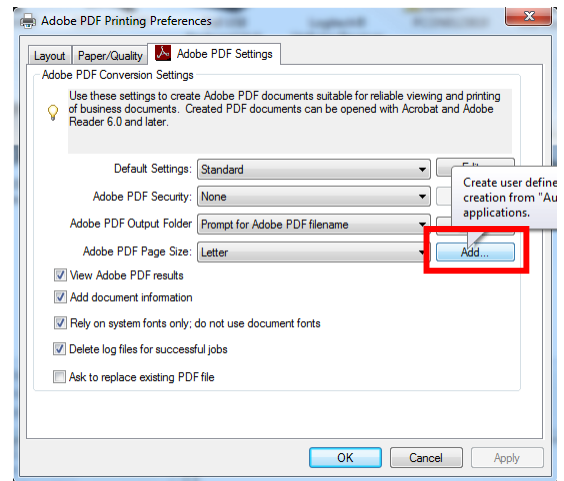 Adobe PDF Printing Preferences
Layout
Paper/Quality
Adobe PDF Settings
Adobe PDF Conversion Settings
Use these settings to create Adobe PDF documents suitable for reliable viewing and printing
of business documents. Created PDF documents can be opened with Acrobat and Adobe
Reader 6.0 and later.
Default Settings: Standard
Adobe PDF Security: None
Adobe PDF Output Folder Prompt for Adobe PDF filename
Adobe PDF Page Size: Letter Add...
Create user define
creation from "Au
applications.
View Adobe PDF results
Add document information
Rely on system fonts only; do not use document fonts
Delete log files for successful jobs
Ask to replace existing PDF file
OK Cancel Apply